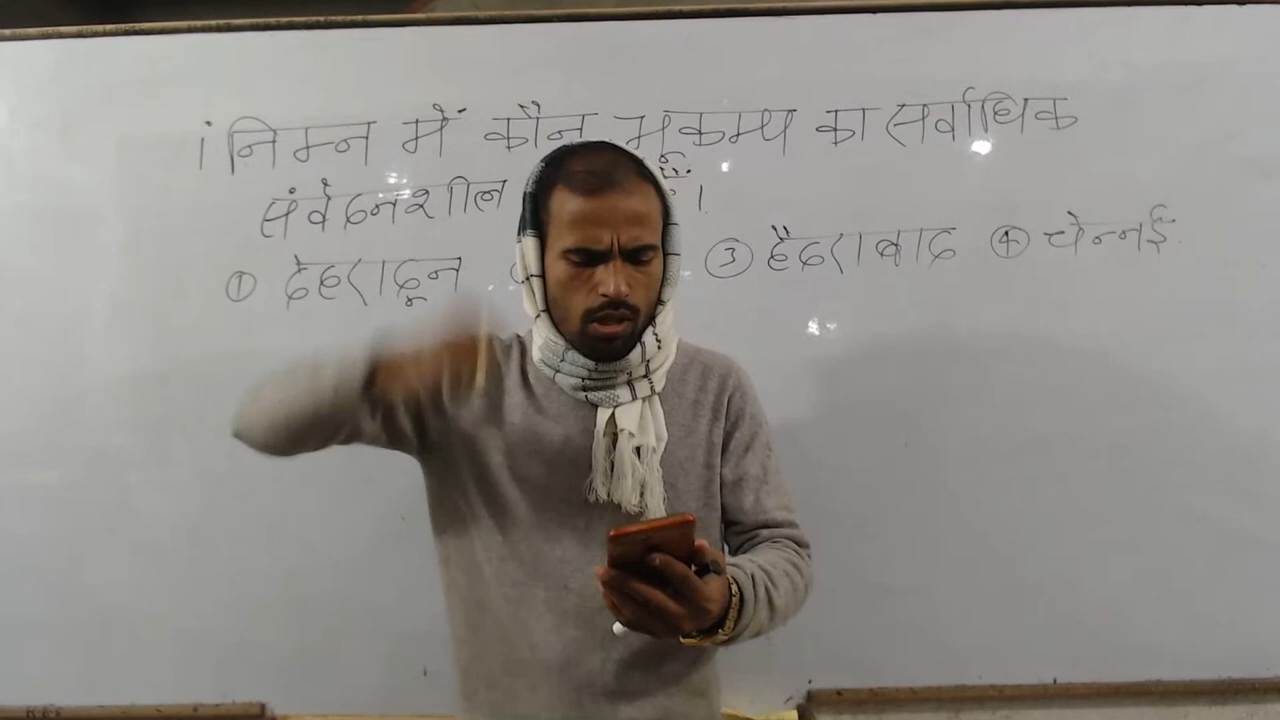 i निम्न में कौन भूकम्प का सर्वाधिक
संवेदनशील हैं।
① देहरादून ③ हैदराबाद ④ चेन्नई